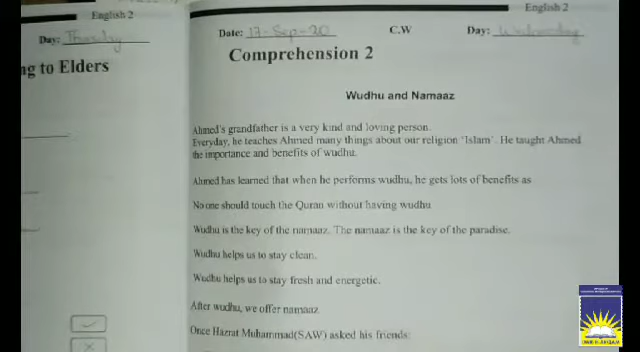 English 2
Day: Thursday
ng to Elders
English 2
Date: 17-Sep-20 C.W Day: Wednesday
Comprehension 2
Wudhu and Namaaz
Ahmed's grandfather is a very kind and loving person.
Everyday, he teaches Ahmed many things about our religion 'Islam'. He taught Ahmed
the importance and benefits of wudhu.
Ahmed has learned that when he performs wudhu, he gets lots of benefits as
No one should touch the Quran without having wudhu
Wudhu is the key of the namaaz. The namaaz is the key of the paradise.
Wudhu helps us to stay clean.
Wudhu helps us to stay fresh and energetic.
After wudhu, we offer namaaz.
Once Hazrat Muhammad(SAW) asked his friends: